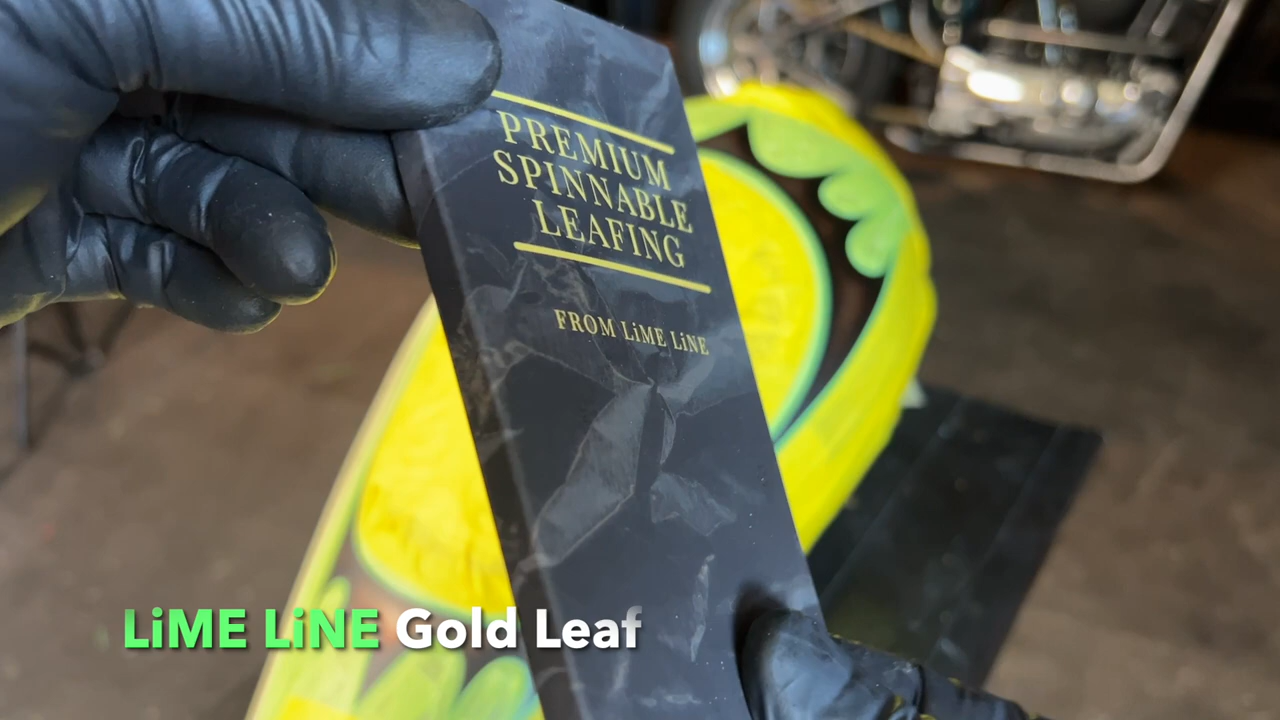 PREMIUM
SPINNABLE
LEAFING
FROM LiME LiNE
LiME LiNE Gold Leaf